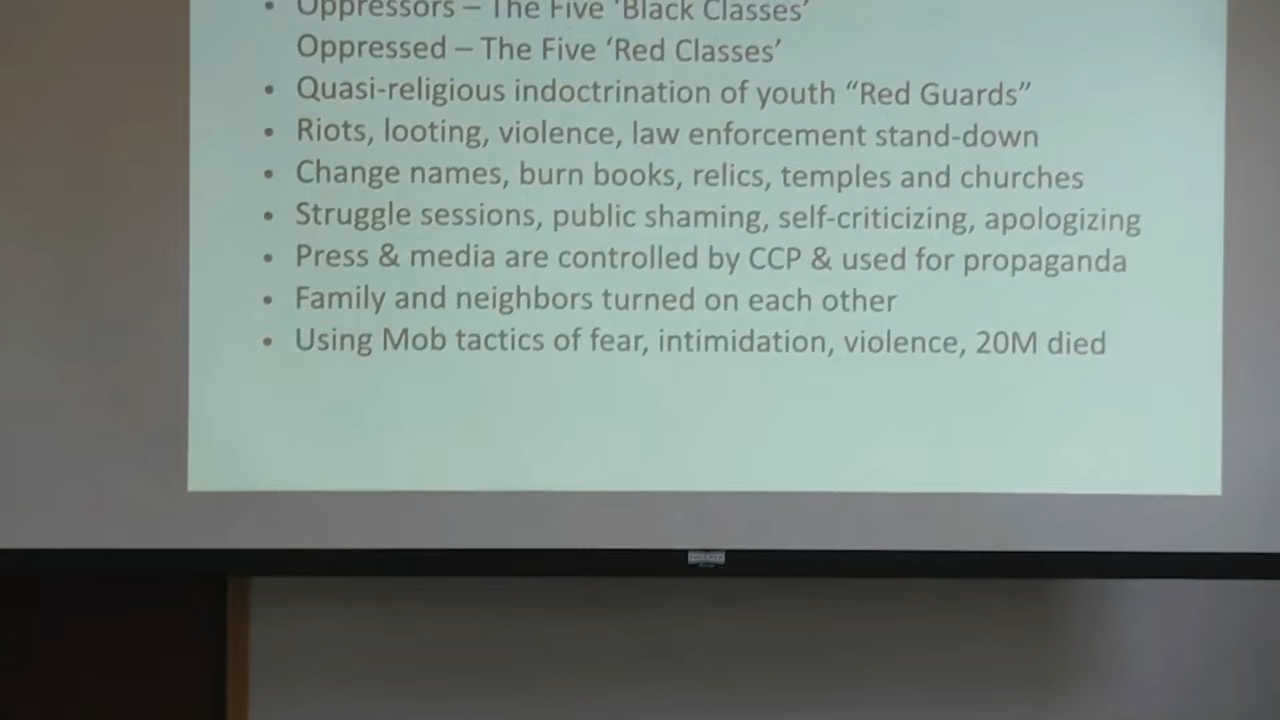 • Oppressors – The Five ‘Black Classes’
Oppressed – The Five ‘Red Classes’
• Quasi-religious indoctrination of youth “Red Guards”
• Riots, looting, violence, law enforcement stand-down
• Change names, burn books, relics, temples and churches
• Struggle sessions, public shaming, self-criticizing, apologizing
• Press & media are controlled by CCP & used for propaganda
• Family and neighbors turned on each other
• Using Mob tactics of fear, intimidation, violence, 20M died